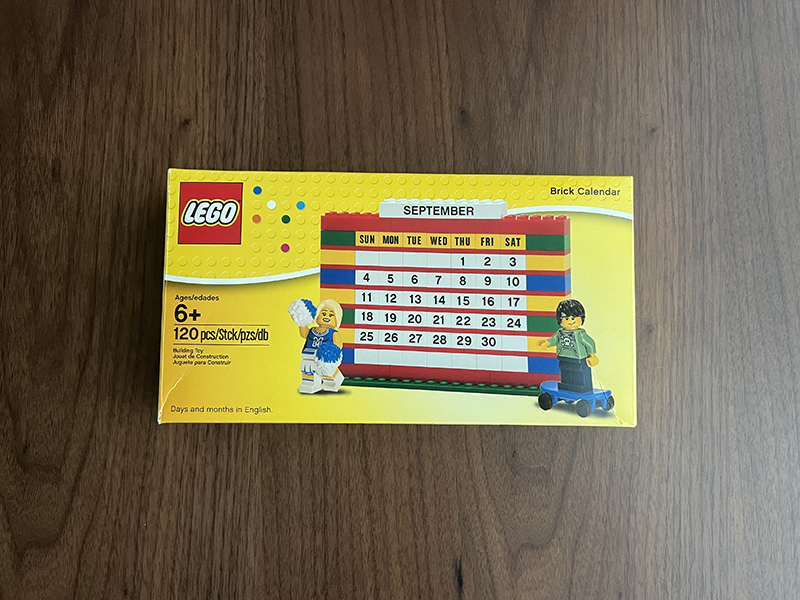 LEGO
Brick Calendar
SEPTEMBER
SUN MON TUE WED THU FRI SAT
1 2 3
4 5 6 7 8 9 10
11 12 13 14 15 16 17
18 19 20 21 22 23 24
25 26 27 28 29 30
Ages/edades
6+
120 pcs/Stck/pzs/db
Building Toy
Jouet de Construction
Juguete para Construir
Days and months in English.